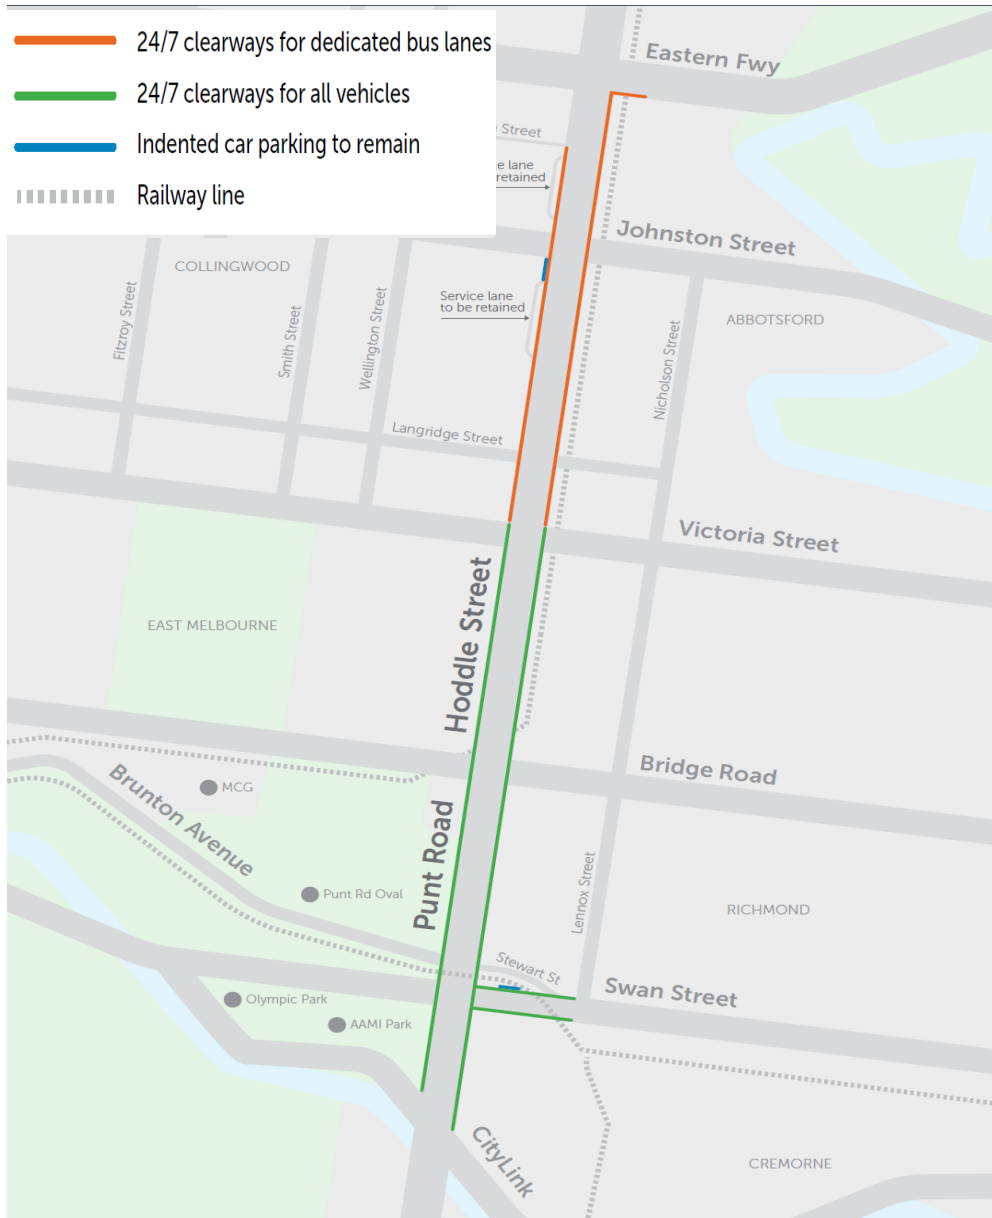 24/7 clearways for dedicated bus lanes
24/7 clearways for all vehicles
Indented car parking to remain
Railway line
Eastern Fwy
Street
lane
retained
Johnston Street
COLLINGWOOD
Service lane
to be retained
ABBOTSFORD
Fitzroy Street
Smith Street
Wellington Street
Nicholson Street
Langridge Street
Victoria Street
Hoddle Street
EAST MELBOURNE
Bridge Road
MCG
Brunton Avenue
Punt Road
Punt Rd Oval
Lennox Street
RICHMOND
Stewart St
Swan Street
Olympic Park
AAMI Park
CityLink
CREMORNE